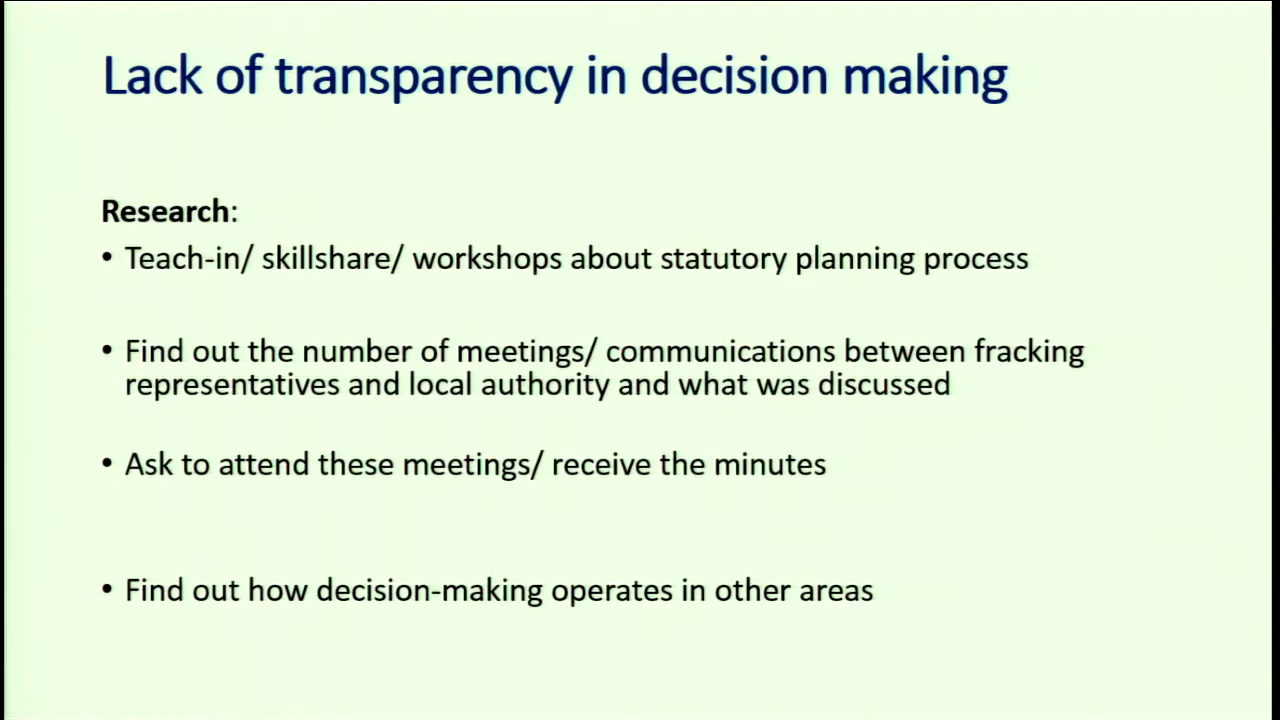 Lack of transparency in decision making
Research:
• Teach-in/ skillshare/ workshops about statutory planning process
• Find out the number of meetings/ communications between fracking
representatives and local authority and what was discussed
• Ask to attend these meetings/ receive the minutes
• Find out how decision-making operates in other areas